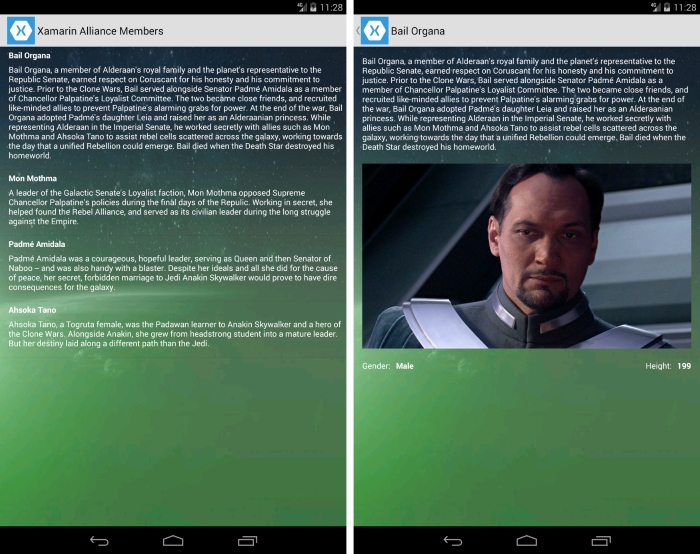 4G 11:28
Xamarin Alliance Members
Bail Organa
Bail Organa, a member of Alderaan's royal family and the planet's representative to the
Republic Senate, earned respect on Coruscant for his honesty and his commitment to
justice. Prior to the Clone Wars, Bail served alongside Senator Padmé Amidala as a member
of Chancellor Palpatine's Loyalist Committee. The two became close friends, and recruited
like-minded allies to prevent Palpatine's alarming grabs for power. At the end of the war, Bail
Organa adopted Padmé's daughter Leia and raised her as an Alderaanian princess. While
representing Alderaan in the Imperial Senate, he worked secretly with allies such as Mon
Mothma and Ahsoka Tano to assist rebel cells scattered across the galaxy, working towards
the day that a unified Rebellion could emerge. Bail died when the Death Star destroyed his
homeworld.
Mon Mothma
A leader of the Galactic Senate's Loyalist faction, Mon Mothma opposed Supreme
Chancellor Palpatine's policies during the final days of the Repulic. Working in secret, she
helped found the Rebel Alliance, and served as its civilian leader during the long struggle
against the Empire.
Padmé Amidala
Padmé Amidala was a courageous, hopeful leader, serving as Queen and then Senator of
Naboo – and was also handy with a blaster. Despite her ideals and all she did for the cause
of peace, her secret, forbidden marriage to Jedi Anakin Skywalker would prove to have dire
consequences for the galaxy.
Ahsoka Tano
Ahsoka Tano, a Togruta female, was the Padawan learner to Anakin Skywalker and a hero of
the Clone Wars. Alongside Anakin, she grew from headstrong student into a mature leader.
But her destiny laid along a different path than the Jedi.
4G 11:28
Bail Organa
Bail Organa, a member of Alderaan's royal family and the planet's representative to the
Republic Senate, earned respect on Coruscant for his honesty and his commitment to
justice. Prior to the Clone Wars, Bail served alongside Senator Padmé Amidala as a
member of Chancellor Palpatine's Loyalist Committee. The two became close friends, and
recruited like-minded allies to prevent Palpatine's alarming grabs for power. At the end of
the war, Bail Organa adopted Padmé's daughter Leia and raised her as an Alderaanian
princess. While representing Alderaan in the Imperial Senate, he worked secretly with
allies such as Mon Mothma and Ahsoka Tano to assist rebel cells scattered across the
galaxy, working towards the day that a unified Rebellion could emerge. Bail died when the
Death Star destroyed his homeworld.
Gender: Male Height: 199